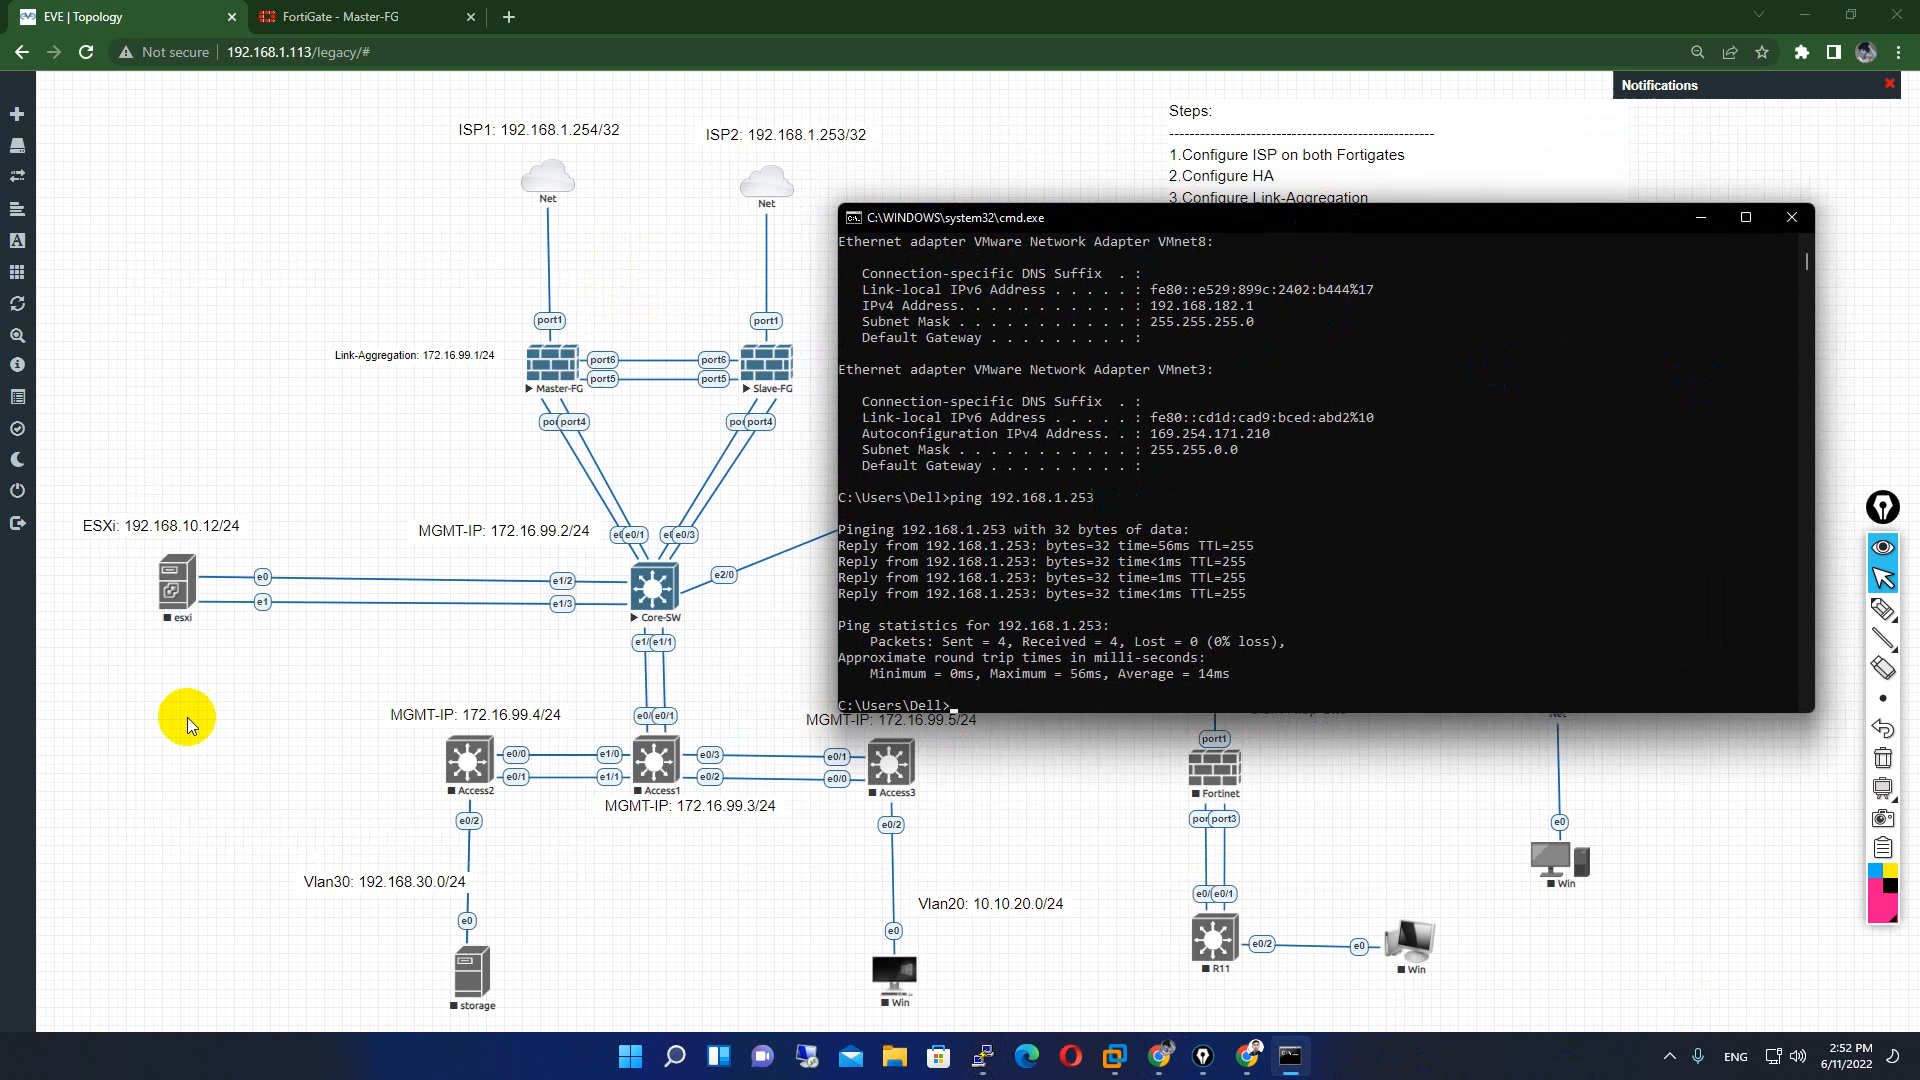 EVE | Topology
FortiGate - Master-FG
Not secure
192.168.1.113/legacy/#
Notifications
ISP1: 192.168.1.254/32
ISP2: 192.168.1.253/32
Steps:
----------------------------------------------------
1.Configure ISP on both Fortigates
2.Configure HA
3.Configure Link-Aggregation
Net
Net
port1
port1
Link-Aggregation: 172.16.99.1/24
port6
port6
port5
port5
Master-FG
Slave-FG
port4
port4
C:\WINDOWS\system32\cmd.exe
Ethernet adapter VMware Network Adapter VMnet8:
Connection-specific DNS Suffix  . :
Link-local IPv6 Address . . . . . : fe80::e529:899c:2402:b444%17
IPv4 Address. . . . . . . . . . . : 192.168.182.1
Subnet Mask . . . . . . . . . . . : 255.255.255.0
Default Gateway . . . . . . . . . :
Ethernet adapter VMware Network Adapter VMnet3:
Connection-specific DNS Suffix  . :
Link-local IPv6 Address . . . . . : fe80::cd1d:cad9:bced:abd2%10
Autoconfiguration IPv4 Address. . : 169.254.171.210
Subnet Mask . . . . . . . . . . . : 255.255.0.0
Default Gateway . . . . . . . . . :
C:\Users\Dell>ping 192.168.1.253
Pinging 192.168.1.253 with 32 bytes of data:
Reply from 192.168.1.253: bytes=32 time=56ms TTL=255
Reply from 192.168.1.253: bytes=32 time<1ms TTL=255
Reply from 192.168.1.253: bytes=32 time<1ms TTL=255
Reply from 192.168.1.253: bytes=32 time<1ms TTL=255
Ping statistics for 192.168.1.253:
Packets: Sent = 4, Received = 4, Lost = 0 (0% loss),
Approximate round trip times in milli-seconds:
Minimum = 0ms, Maximum = 56ms, Average = 14ms
C:\Users\Dell>
ESXi: 192.168.10.12/24
MGMT-IP: 172.16.99.2/24
e0/1
e0/3
e0
e1/2
e2/0
e1
e1/3
esxi
Core-SW
e1/1
MGMT-IP: 172.16.99.4/24
e0/1
MGMT-IP: 172.16.99.5/24
e0/0
e1/0
e0/3
e0/1
e0/1
e1/1
e0/2
e0/0
Access2
Access1
Access3
MGMT-IP: 172.16.99.3/24
e0/2
e0/2
Vlan30: 192.168.30.0/24
Vlan20: 10.10.20.0/24
e0
e0
storage
Win
port1
Fortinet
port3
e0/1
R11
e0/2
e0
Win
e0
Win
ENG
2:52 PM
6/11/2022